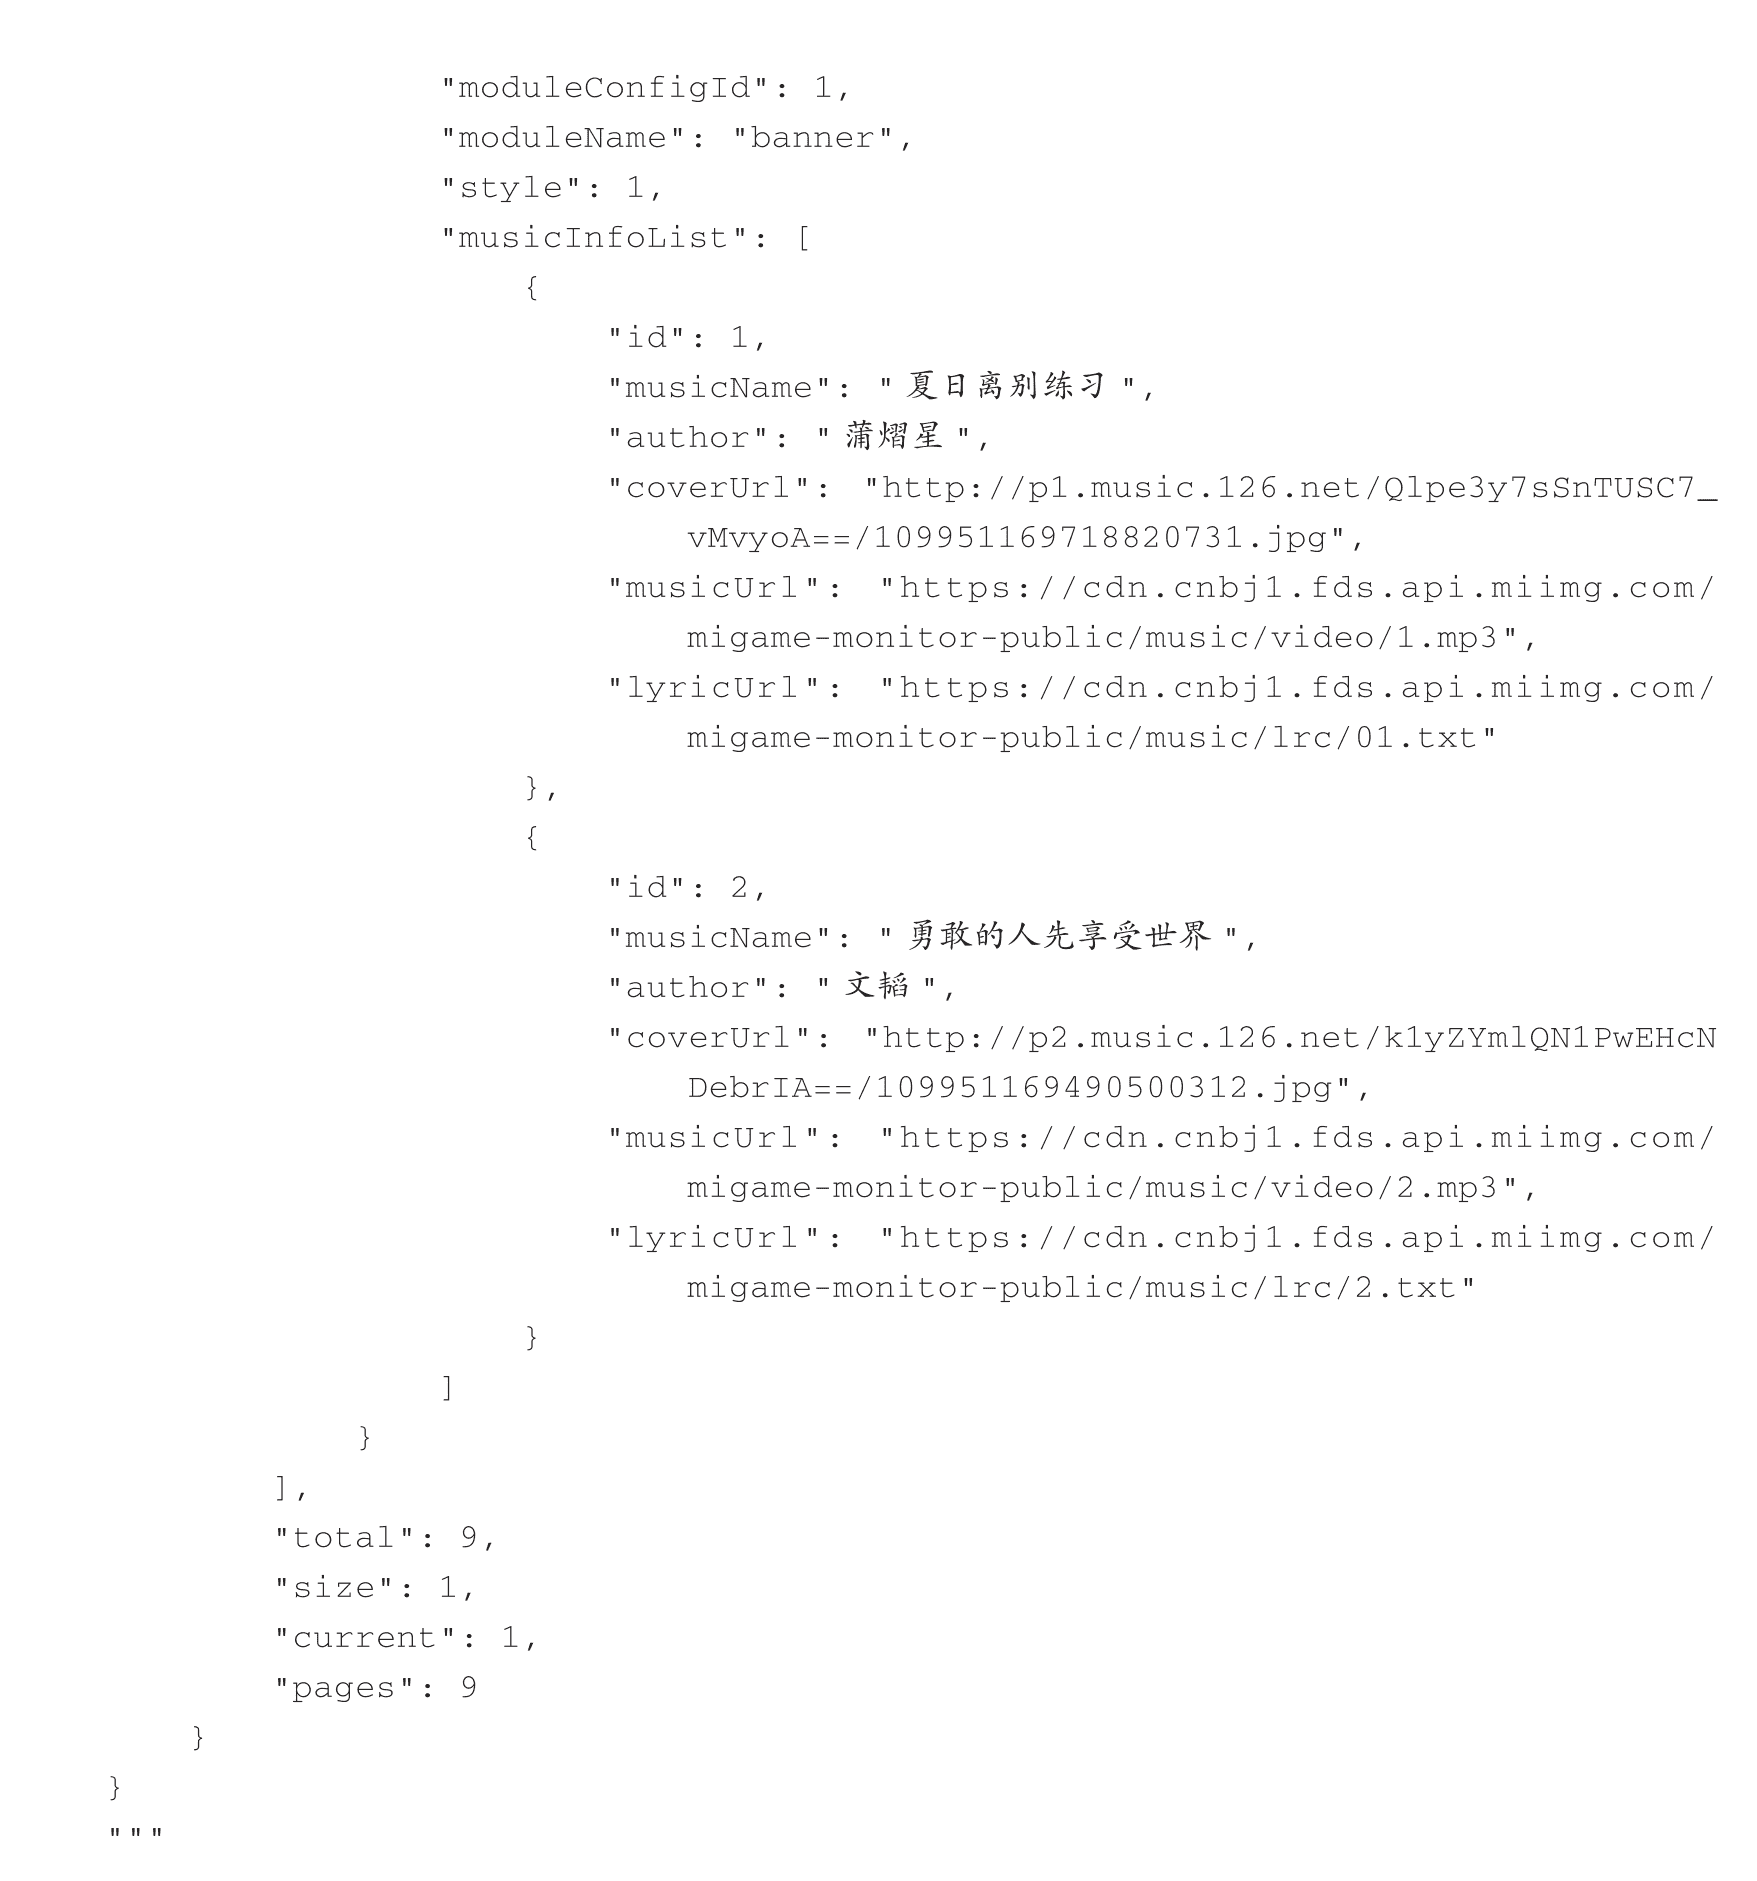 "moduleConfigId": 1,
"moduleName": "banner",
"style": 1,
"musicInfoList": [
{
"id": 1,
"musicName": "夏日离别练习",
"author": "蒲熠星",
"coverUrl": "http://p1.music.126.net/Qlpe3y7sSnTUSC7_
vMvyoA==/109951169718820731.jpg",
"musicUrl": "https://cdn.cnbj1.fds.api.miimg.com/
migame-monitor-public/music/video/1.mp3",
"lyricUrl": "https://cdn.cnbj1.fds.api.miimg.com/
migame-monitor-public/music/lrc/01.txt"
},
{
"id": 2,
"musicName": "勇敢的人先享受世界",
"author": "文韬",
"coverUrl": "http://p2.music.126.net/k1yZYmlQN1PwEHcN
DebrIA==/109951169490500312.jpg",
"musicUrl": "https://cdn.cnbj1.fds.api.miimg.com/
migame-monitor-public/music/video/2.mp3",
"lyricUrl": "https://cdn.cnbj1.fds.api.miimg.com/
migame-monitor-public/music/lrc/2.txt"
}
]
}
],
"total": 9,
"size": 1,
"current": 1,
"pages": 9
}
}
"""